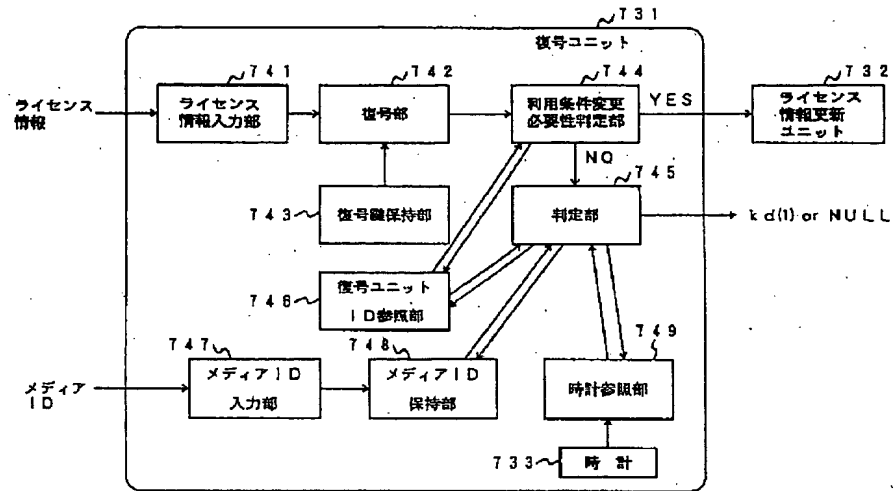 731
復号ユニット
741
742
744
732
ライセンス
情報
ライセンス
情報入力部
復号部
利用条件変更
必要性判定部
YES
ライセンス
情報更新
ユニット
NO
745
743
復号鍵保持部
判定部
kd(1) or NULL
746
復号ユニット
ID参照部
747
748
749
メディア
ID
メディアID
入力部
メディアID
保持部
時計参照部
733
時計